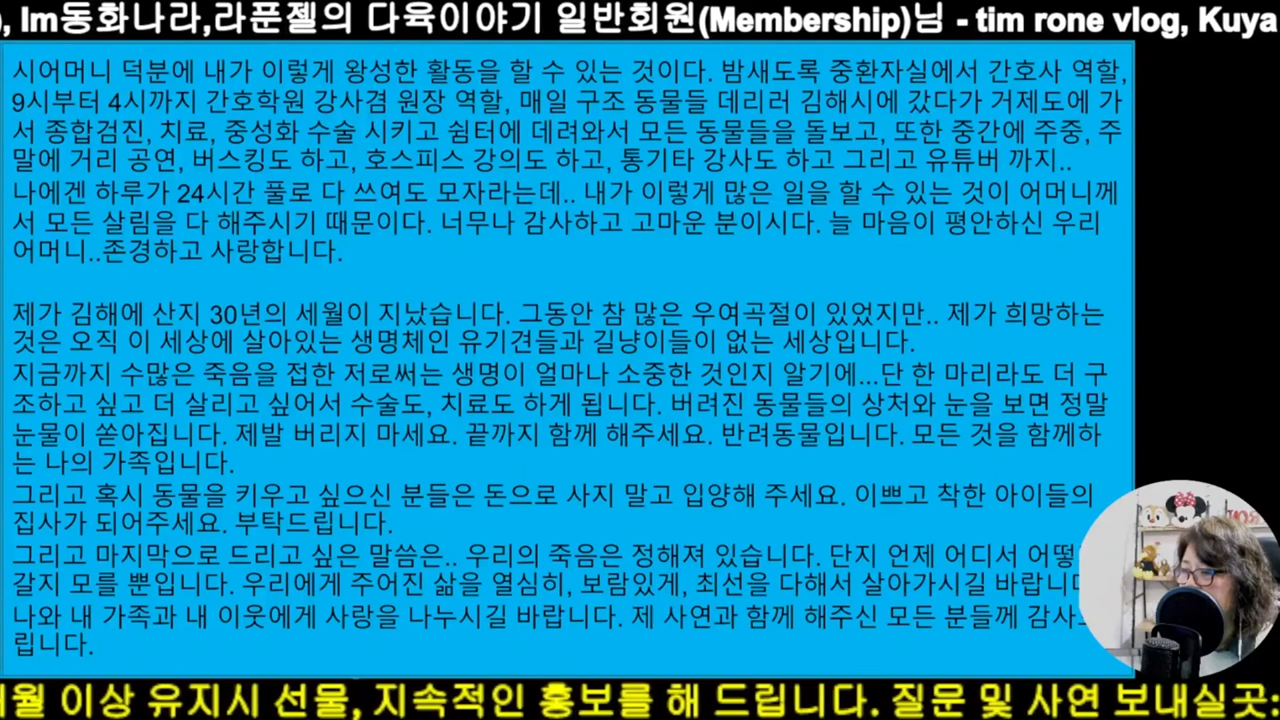 , Im동화나라,라푼젤의 다육이야기 일반회원(Membership)님 - tim rone vlog, Kuya
시어머니 덕분에 내가 이렇게 왕성한 활동을 할 수 있는 것이다. 밤새도록 중환자실에서 간호사 역할,
9시부터 4시까지 간호학원 강사겸 원장 역할, 매일 구조 동물들 데리러 김해시에 갔다가 거제도에 가
서 종합검진, 치료, 중성화 수술 시키고 쉼터에 데려와서 모든 동물들을 돌보고, 또한 중간에 주중, 주
말에 거리 공연, 버스킹도 하고, 호스피스 강의도 하고, 통기타 강사도 하고 그리고 유튜버 까지..
나에겐 하루가 24시간 풀로 다 쓰여도 모자라는데.. 내가 이렇게 많은 일을 할 수 있는 것이 어머니께
서 모든 살림을 다 해주시기 때문이다. 너무나 감사하고 고마운 분이시다. 늘 마음이 평안하신 우리
어머니..존경하고 사랑합니다.
제가 김해에 산지 30년의 세월이 지났습니다. 그동안 참 많은 우여곡절이 있었지만.. 제가 희망하는
것은 오직 이 세상에 살아있는 생명체인 유기견들과 길냥이들이 없는 세상입니다.
지금까지 수많은 죽음을 접한 저로써는 생명이 얼마나 소중한 것인지 알기에...단 한 마리라도 더 구
조하고 싶고 더 살리고 싶어서 수술도, 치료도 하게 됩니다. 버려진 동물들의 상처와 눈을 보면 정말
눈물이 쏟아집니다. 제발 버리지 마세요. 끝까지 함께 해주세요. 반려동물입니다. 모든 것을 함께하
는 나의 가족입니다.
그리고 혹시 동물을 키우고 싶으신 분들은 돈으로 사지 말고 입양해 주세요. 이쁘고 착한 아이들의
집사가 되어주세요. 부탁드립니다.
그리고 마지막으로 드리고 싶은 말씀은.. 우리의 죽음은 정해져 있습니다. 단지 언제 어디서 어떻
갈지 모를 뿐입니다. 우리에게 주어진 삶을 열심히, 보람있게, 최선을 다해서 살아가시길 바랍니
나와 내 가족과 내 이웃에게 사랑을 나누시길 바랍니다. 제 사연과 함께 해주신 모든 분들께 감사
립니다.
월 이상 유지시 선물, 지속적인 홍보를 해 드립니다. 질문 및 사연 보내실곳: